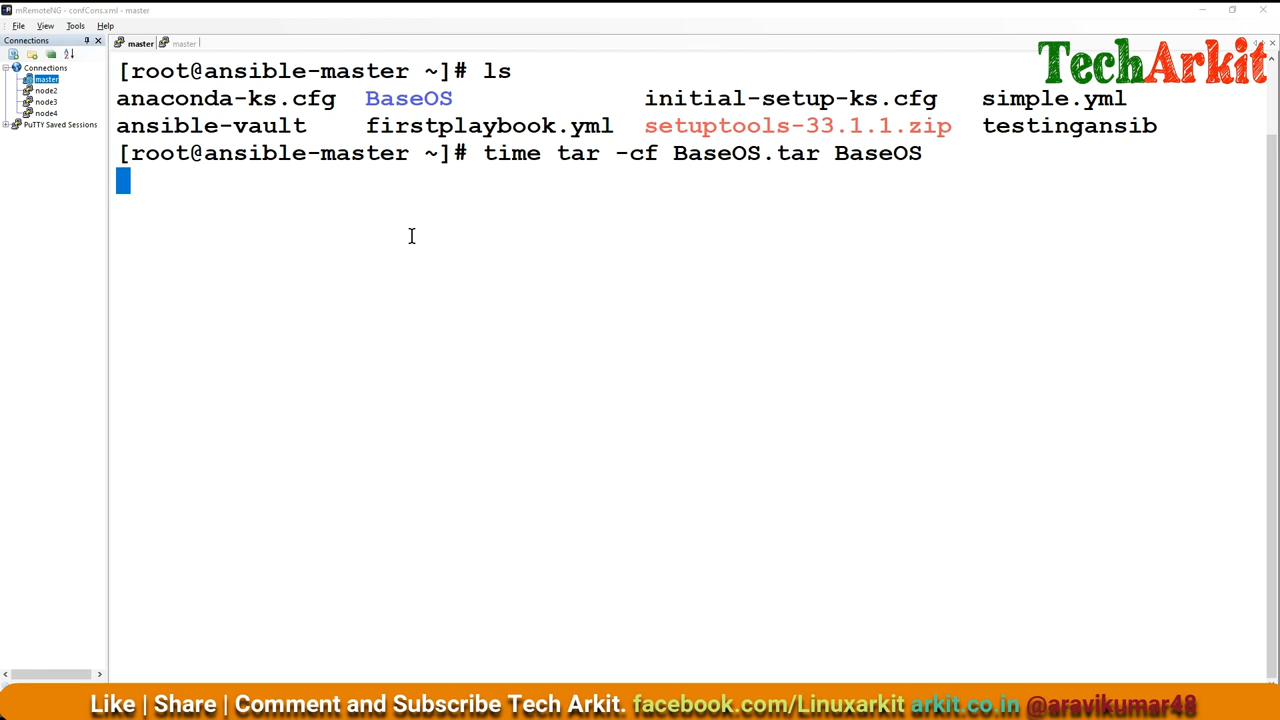 mRemoteNG - confCons.xml - master
File View Tools Help
Connections
master master
TechArkit
Connections
master
node2
node3
node4
PuTTY Saved Sessions
[root@ansible-master ~]# ls
anaconda-ks.cfg BaseOS initial-setup-ks.cfg simple.yml
ansible-vault firstplaybook.yml setuptools-33.1.1.zip testingansib
[root@ansible-master ~]# time tar -cf BaseOS.tar BaseOS
Like | Share | Comment and Subscribe Tech Arkit. facebook.com/Linuxarkit arkit.co.in @aravikumar48